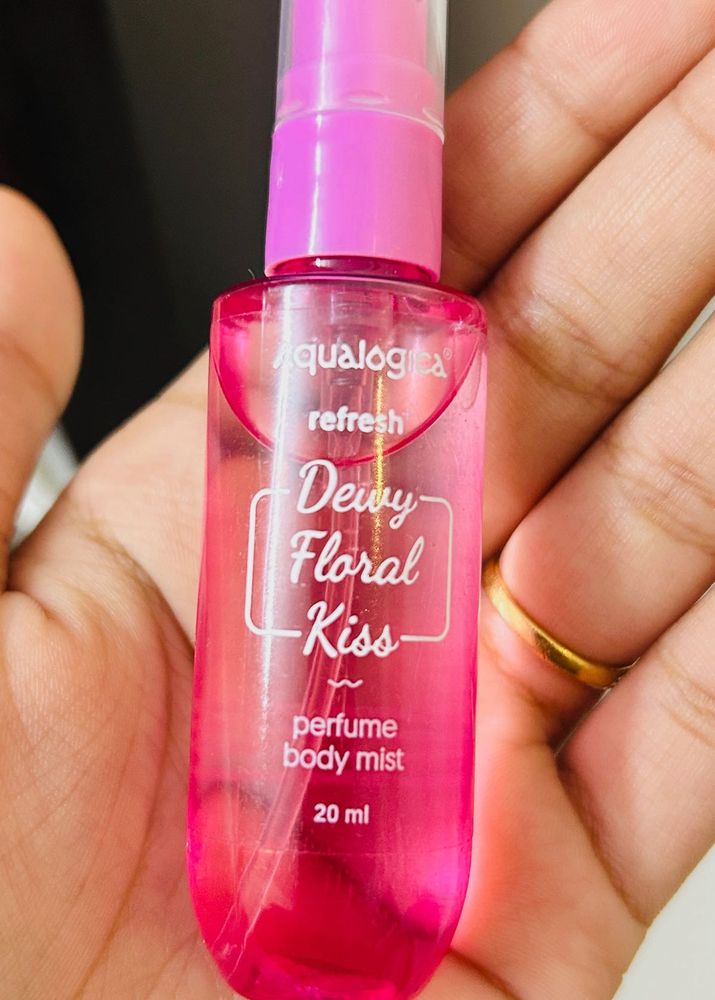 Aqualogica®
refresh
Dewy
Floral
Kiss
perfume
body mist
20 ml